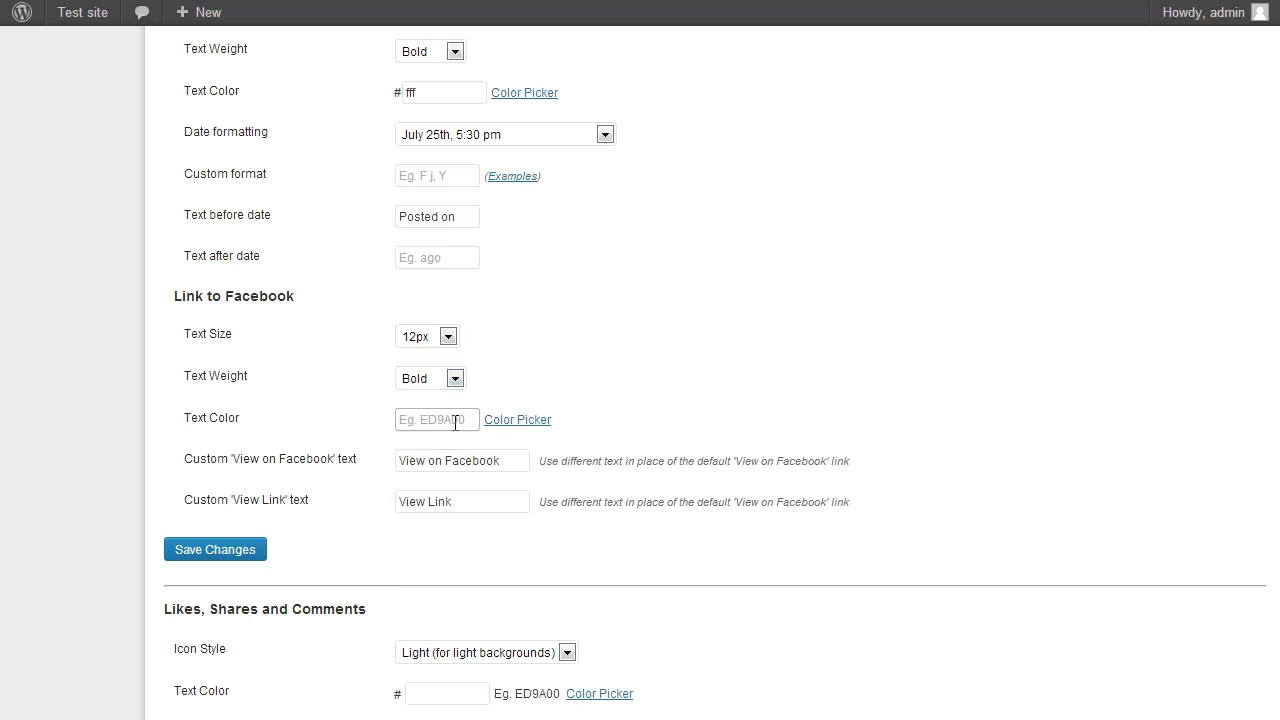 Test site New Howdy, admin
Text Weight Bold
Text Color # fff Color Picker
Date formatting July 25th, 5:30 pm
Custom format Eg. F j, Y (Examples)
Text before date Posted on
Text after date Eg. ago
Link to Facebook
Text Size 12px
Text Weight Bold
Text Color Eg. ED9A00 Color Picker
Custom 'View on Facebook' text View on Facebook Use different text in place of the default 'View on Facebook' link
Custom 'View Link' text View Link Use different text in place of the default 'View on Facebook' link
Save Changes
Likes, Shares and Comments
Icon Style Light (for light backgrounds)
Text Color # Eg. ED9A00 Color Picker